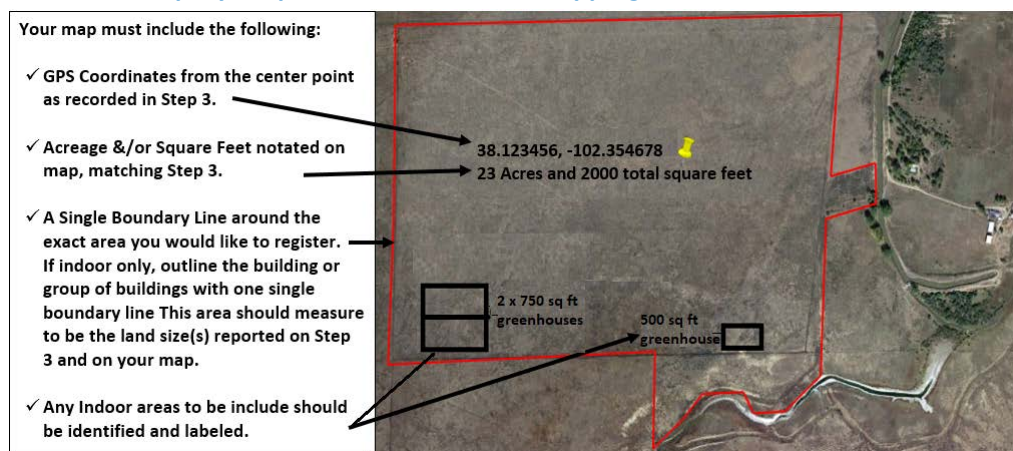 Your map must include the following:
✓ GPS Coordinates from the center point
as recorded in Step 3.
✓ Acreage &/or Square Feet notated on
map, matching Step 3.
✓ A Single Boundary Line around the
exact area you would like to register.
If indoor only, outline the building or
group of buildings with one single
boundary line This area should measure
to be the land size(s) reported on Step
3 and on your map.
✓ Any Indoor areas to be include should
be identified and labeled.
38.123456, -102.354678
23 Acres and 2000 total square feet
2 x 750 sq ft
greenhouses
500 sq ft
greenhouse